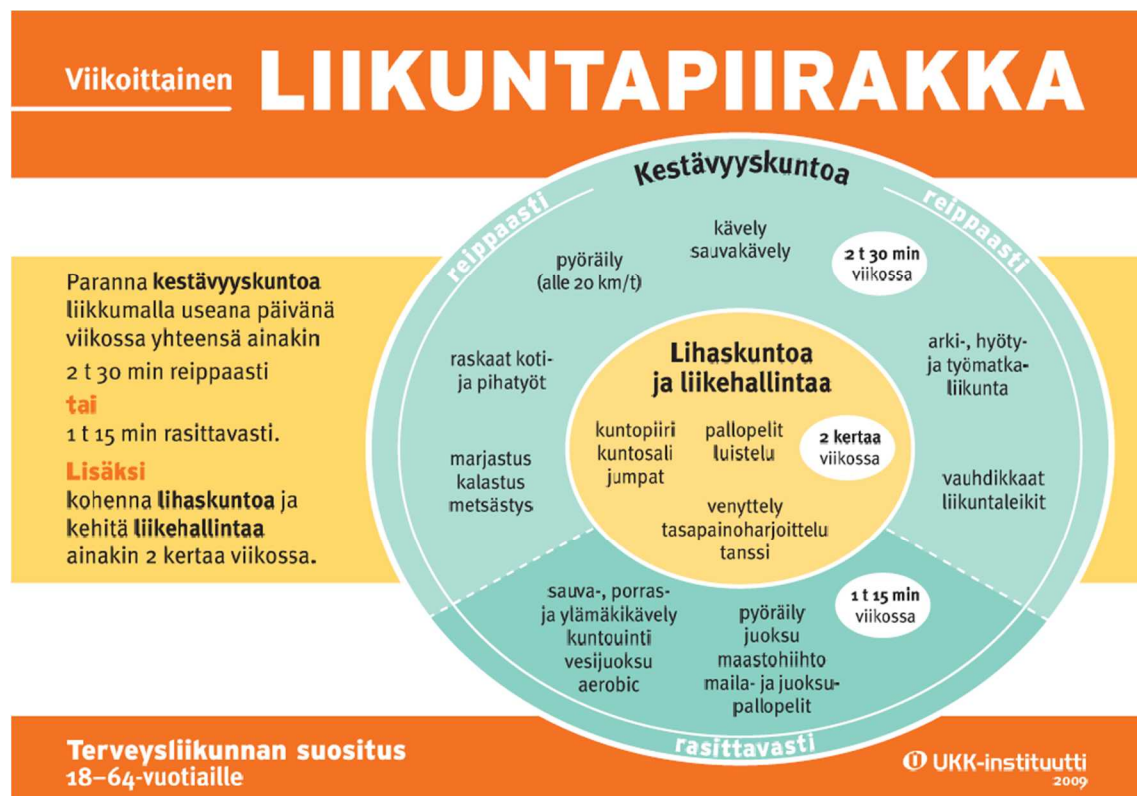 Viikoittainen LIIKUNTAPIIRAKKA
Paranna kestävyyskuntoa
liikkumalla useana päivänä
viikossa yhteensä ainakin
2 t 30 min reippaasti
tai
1 t 15 min rasittavasti.
Lisäksi
kohenna lihaskuntoa ja
kehitä liikehallintaa
ainakin 2 kertaa viikossa.
Kestävyyskuntoa
reippaasti
reippaasti
kävely
sauvakävely
2 t 30 min
viikossa
pyöräily
(alle 20 km/t)
raskaat koti-
ja pihatyöt
marjastus
kalastus
metsästys
arki-, hyöty-
ja työmatka-
liikunta
vauhdikkaat
liikuntaleikit
Lihaskuntoa
ja liikehallintaa
kuntopiiri
kuntosali
jumpat
pallopelit
luistelu
2 kertaa
viikossa
venyttely
tasapainoharjoittelu
tanssi
sauva-, porras-
ja ylämäkikävely
kuntouinti
vesijuoksu
aerobic
pyöräily
juoksu
maastohiihto
maila- ja juoksu-
pallopelit
1 t 15 min
viikossa
rasittavasti
Terveysliikunnan suositus
18–64-vuotiaille
UKK-instituutti
2009